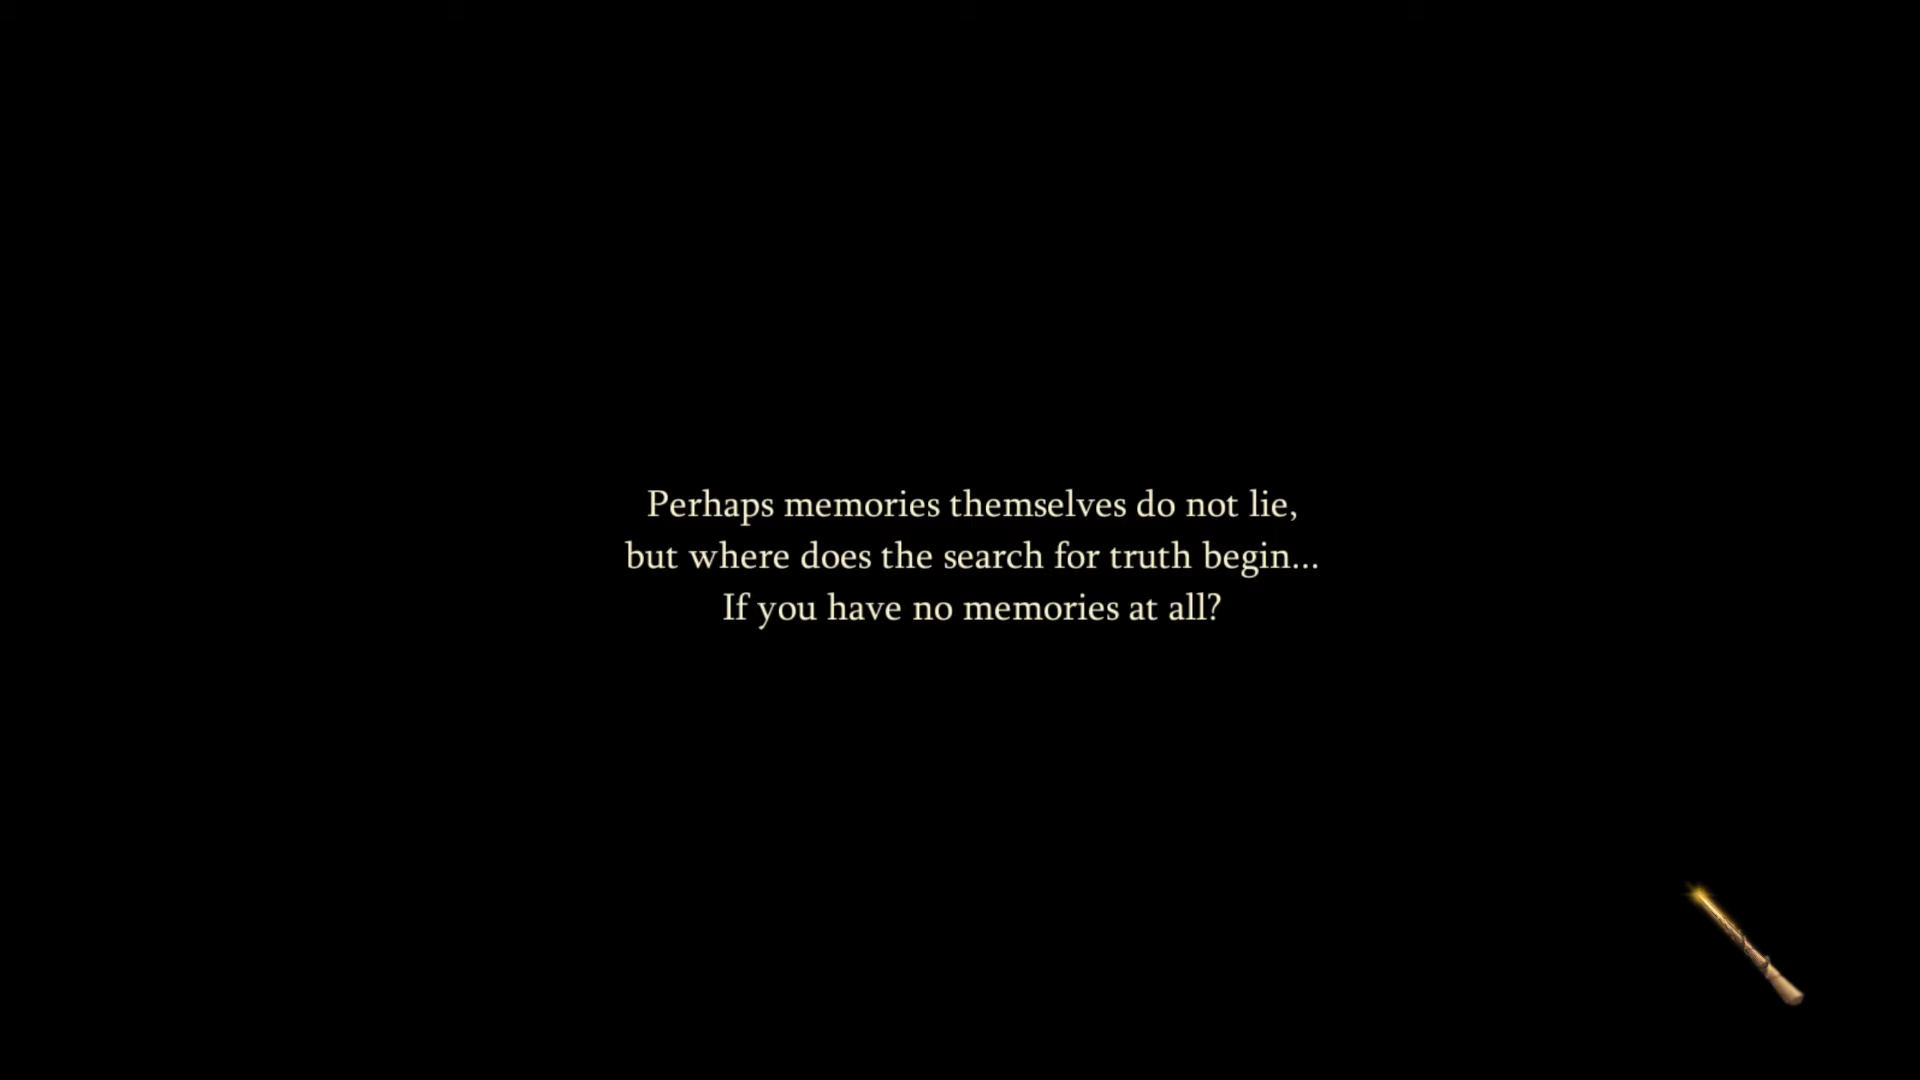 Perhaps memories themselves do not lie,
but where does the search for truth begin...
If you have no memories at all?